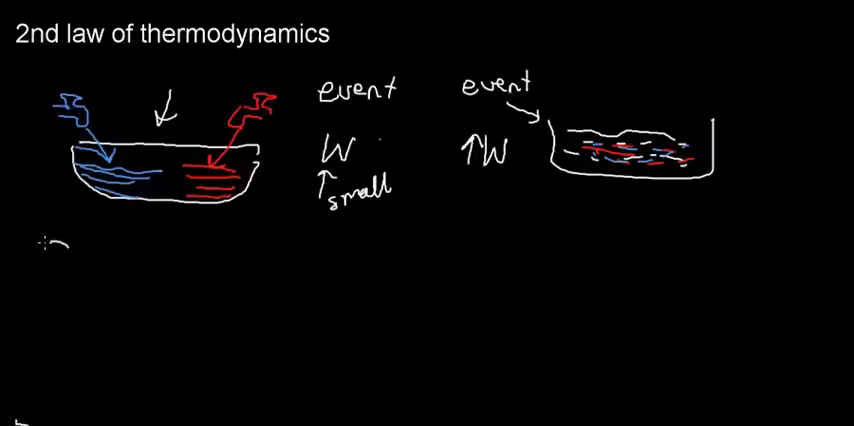 2nd law of thermodynamics
event
event
W
↑W
↑small